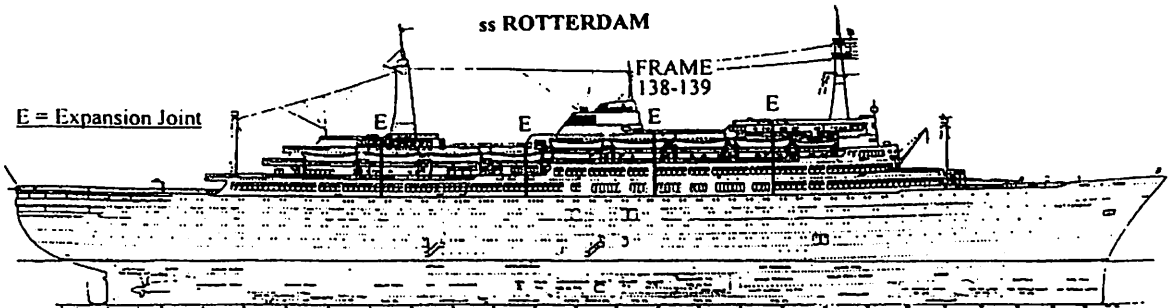 ss ROTTERDAM
FRAME
138-139
E = Expansion Joint
E
E
E
E